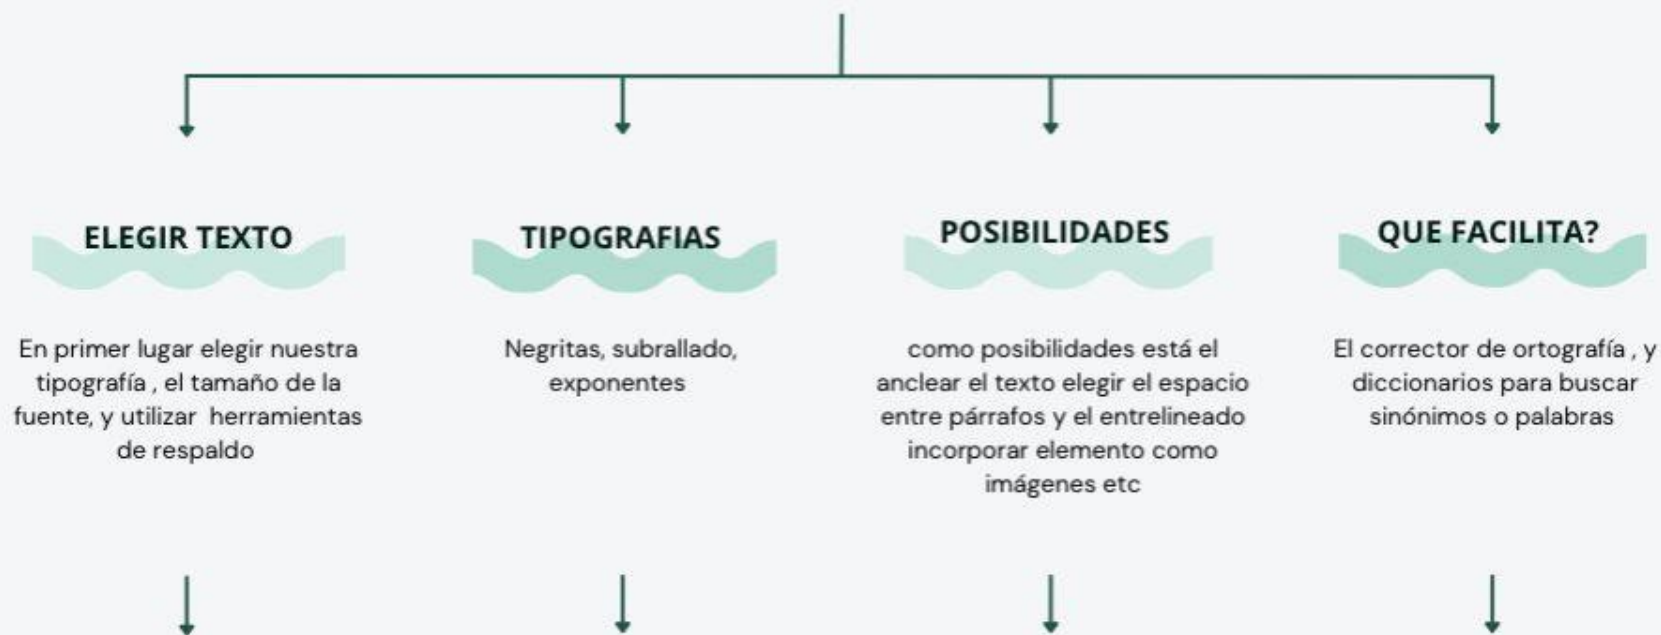 ELEGIR TEXTO
En primer lugar elegir nuestra
tipografía , el tamaño de la
fuente, y utilizar herramientas
de respaldo
TIPOGRAFIAS
Negritas, subrallado,
exponentes
POSIBILIDADES
como posibilidades está el
anclear el texto elegir el espacio
entre párrafos y el entrelineado
incorporar elemento como
imágenes etc
QUE FACILITA?
El corrector de ortografía , y
diccionarios para buscar
sinónimos o palabras